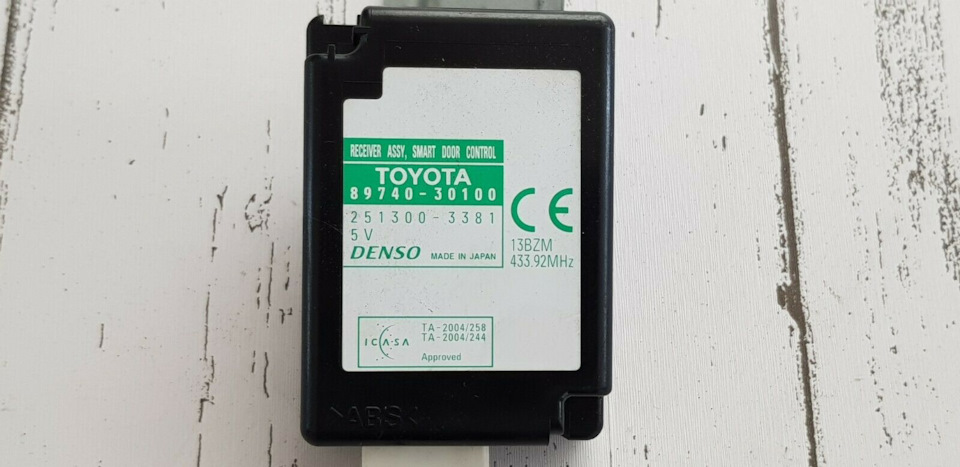 RECEIVER ASSY, SMART DOOR CONTROL
TOYOTA
89740-30100
251300-3381
5V
DENSO MADE IN JAPAN
CE
13BZM
433.92MHz
ICASA
TA-2004/258
TA-2004/244
Approved
>ABS<